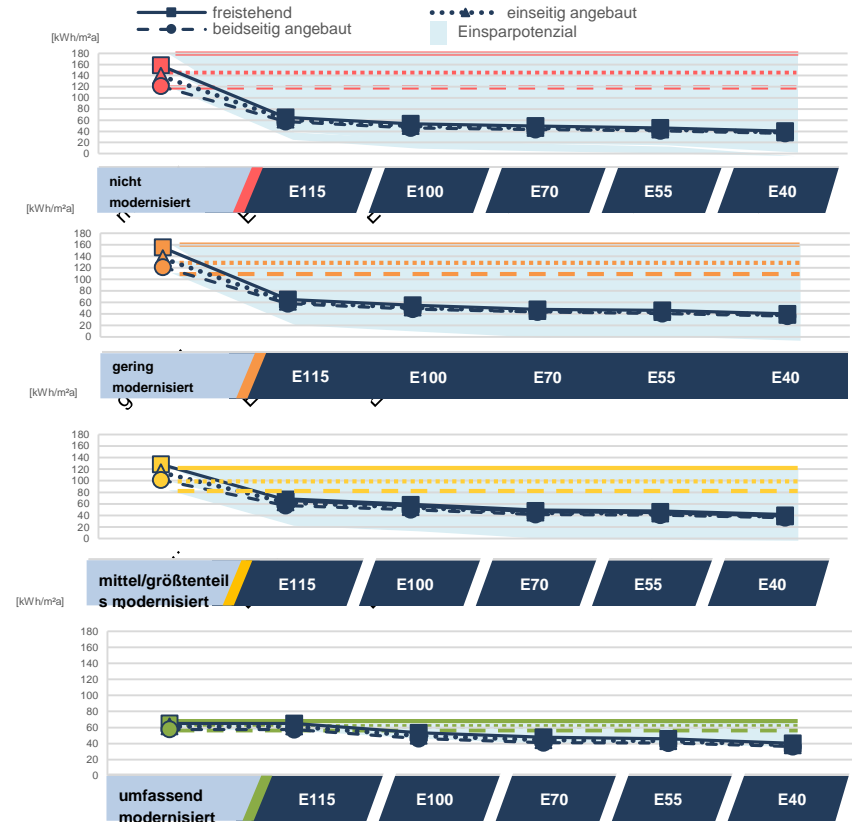 freistehend
einseitig angebaut
beidseitig angebaut
Einsparpotenzial
[kWh/m²a]
180
160
140
120
100
80
60
40
20
0
nicht
modernisiert
E115
E100
E70
E55
E40
[kWh/m²a]
180
160
140
120
100
80
60
40
20
0
gering
modernisiert
E115
E100
E70
E55
E40
[kWh/m²a]
180
160
140
120
100
80
60
40
20
0
mittel/größtenteil
s modernisiert
E115
E100
E70
E55
E40
[kWh/m²a]
180
160
140
120
100
80
60
40
20
0
umfassend
modernisiert
E115
E100
E70
E55
E40